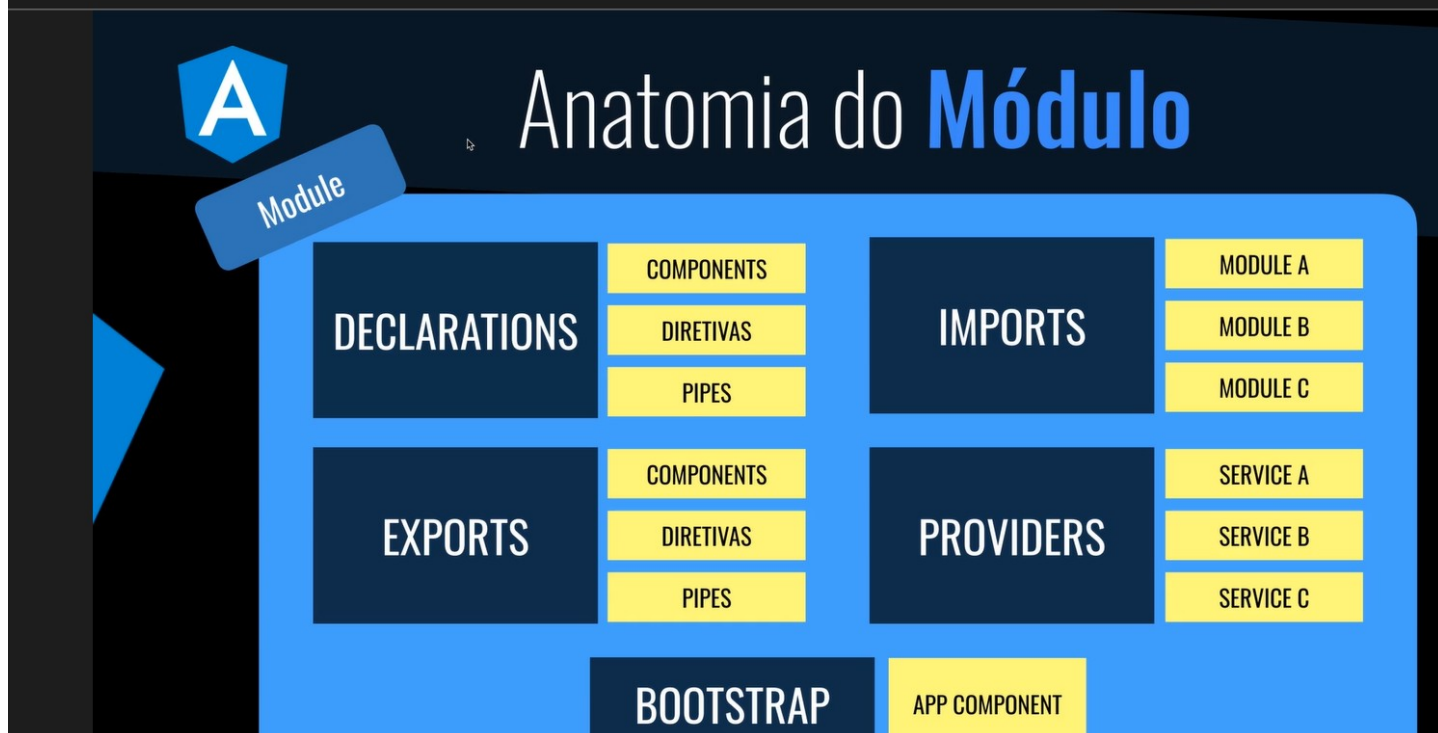 A
Anatomia do Módulo
Module
DECLARATIONS
COMPONENTS
DIRETIVAS
PIPES
IMPORTS
MODULE A
MODULE B
MODULE C
EXPORTS
COMPONENTS
DIRETIVAS
PIPES
PROVIDERS
SERVICE A
SERVICE B
SERVICE C
BOOTSTRAP
APP COMPONENT